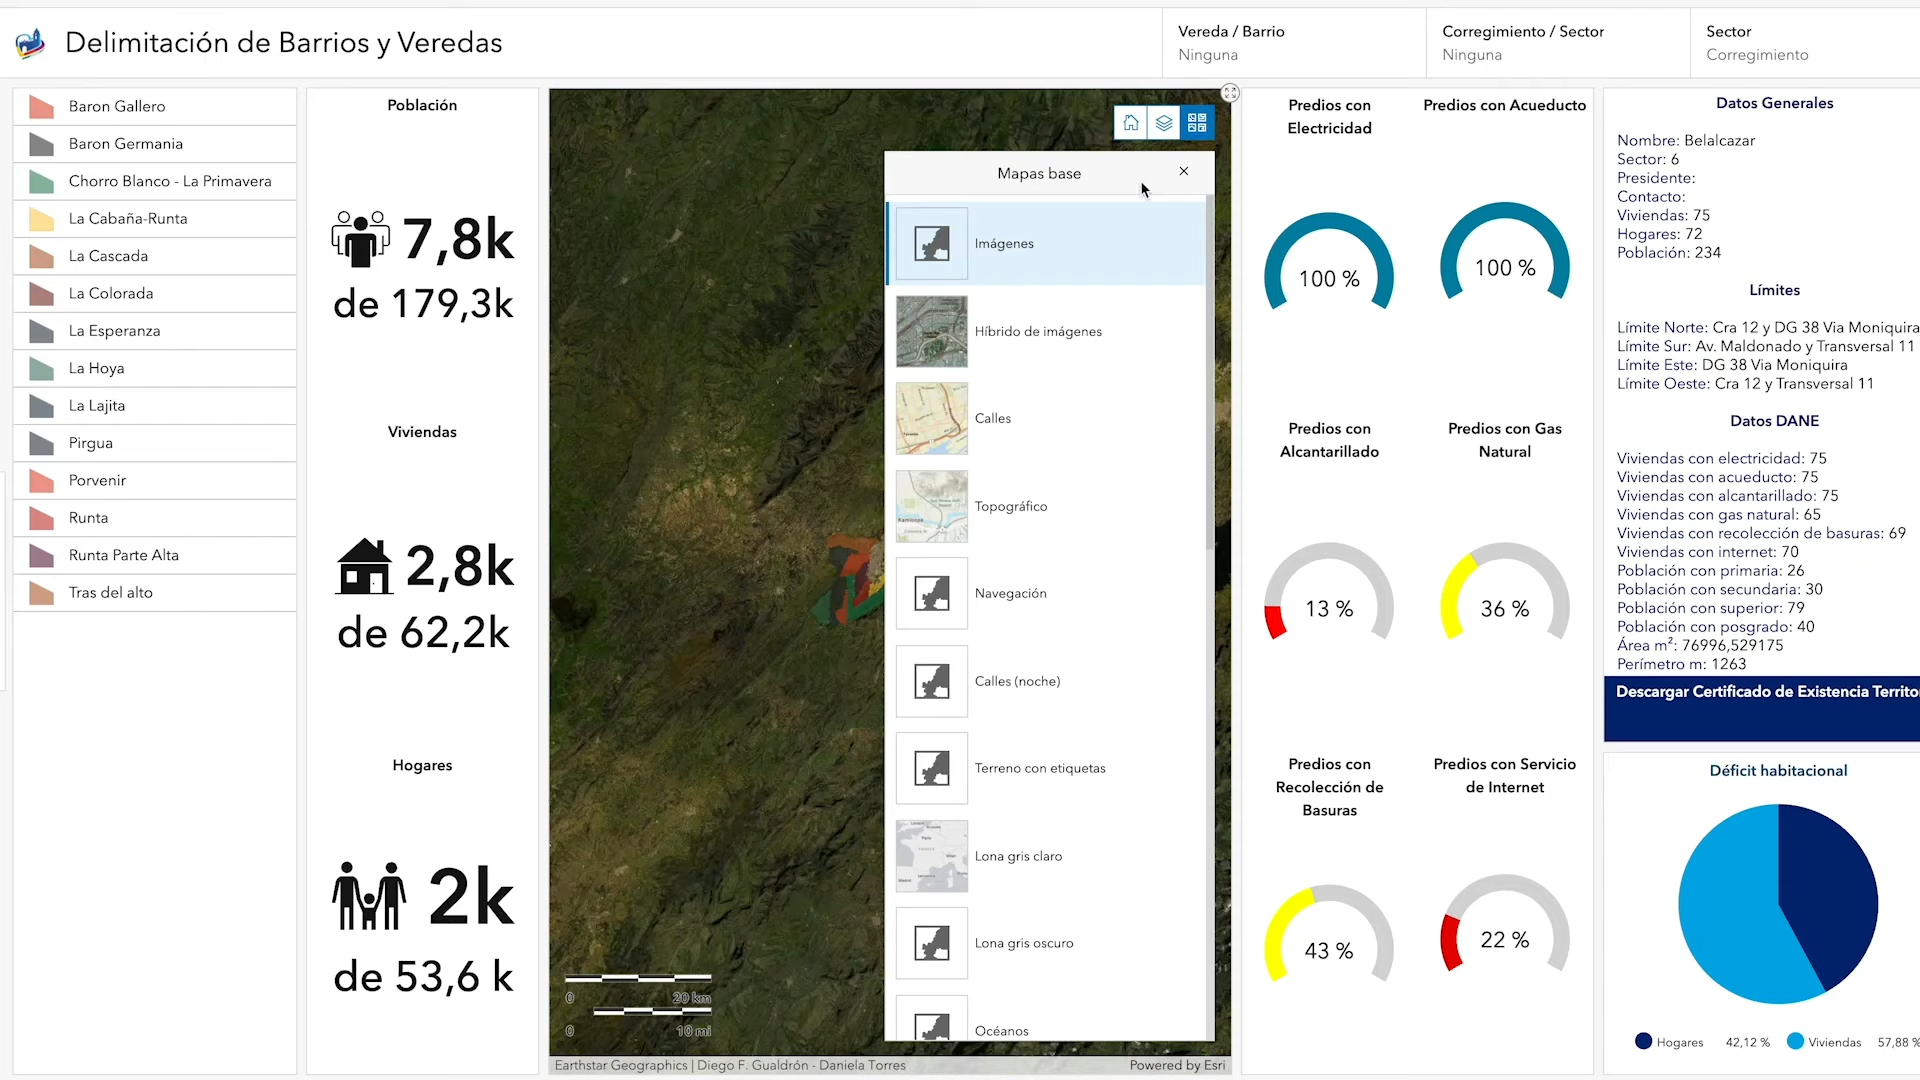 Delimitación de Barrios y Veredas
Vereda / Barrio
Ninguna
Corregimiento / Sector
Ninguna
Sector
Corregimiento
Baron Gallero
Baron Germania
Chorro Blanco - La Primavera
La Cabaña-Runta
La Cascada
La Colorada
La Esperanza
La Hoya
La Lajita
Pirgua
Porvenir
Runta
Runta Parte Alta
Tras del alto
Población
7,8k
de 179,3k
Viviendas
2,8k
de 62,2k
Hogares
2k
de 53,6 k
Mapas base
Imágenes
Híbrido de imágenes
Calles
Topográfico
Navegación
Calles (noche)
Terreno con etiquetas
Lona gris claro
Lona gris oscuro
Océanos
0 20 km
0 10 mi
Earthstar Geographics | Diego F. Gualdrón - Daniela Torres
Powered by Esri
Predios con
Electricidad
100 %
Predios con Acueducto
100 %
Predios con
Alcantarillado
13 %
Predios con Gas
Natural
36 %
Predios con
Recolección de
Basuras
43 %
Predios con Servicio
de Internet
22 %
Datos Generales
Nombre: Belalcazar
Sector: 6
Presidente:
Contacto:
Viviendas: 75
Hogares: 72
Población: 234
Límites
Límite Norte: Cra 12 y DG 38 Via Moniquira
Límite Sur: Av. Maldonado y Transversal 11
Límite Este: DG 38 Via Moniquira
Límite Oeste: Cra 12 y Transversal 11
Datos DANE
Viviendas con electricidad: 75
Viviendas con acueducto: 75
Viviendas con alcantarillado: 75
Viviendas con gas natural: 65
Viviendas con recolección de basuras: 69
Viviendas con internet: 70
Población con primaria: 26
Población con secundaria: 30
Población con superior: 79
Población con posgrado: 40
Área m²: 76996,529175
Perímetro m: 1263
Descargar Certificado de Existencia Territo
Déficit habitacional
Hogares 42,12 % Viviendas 57,88 %